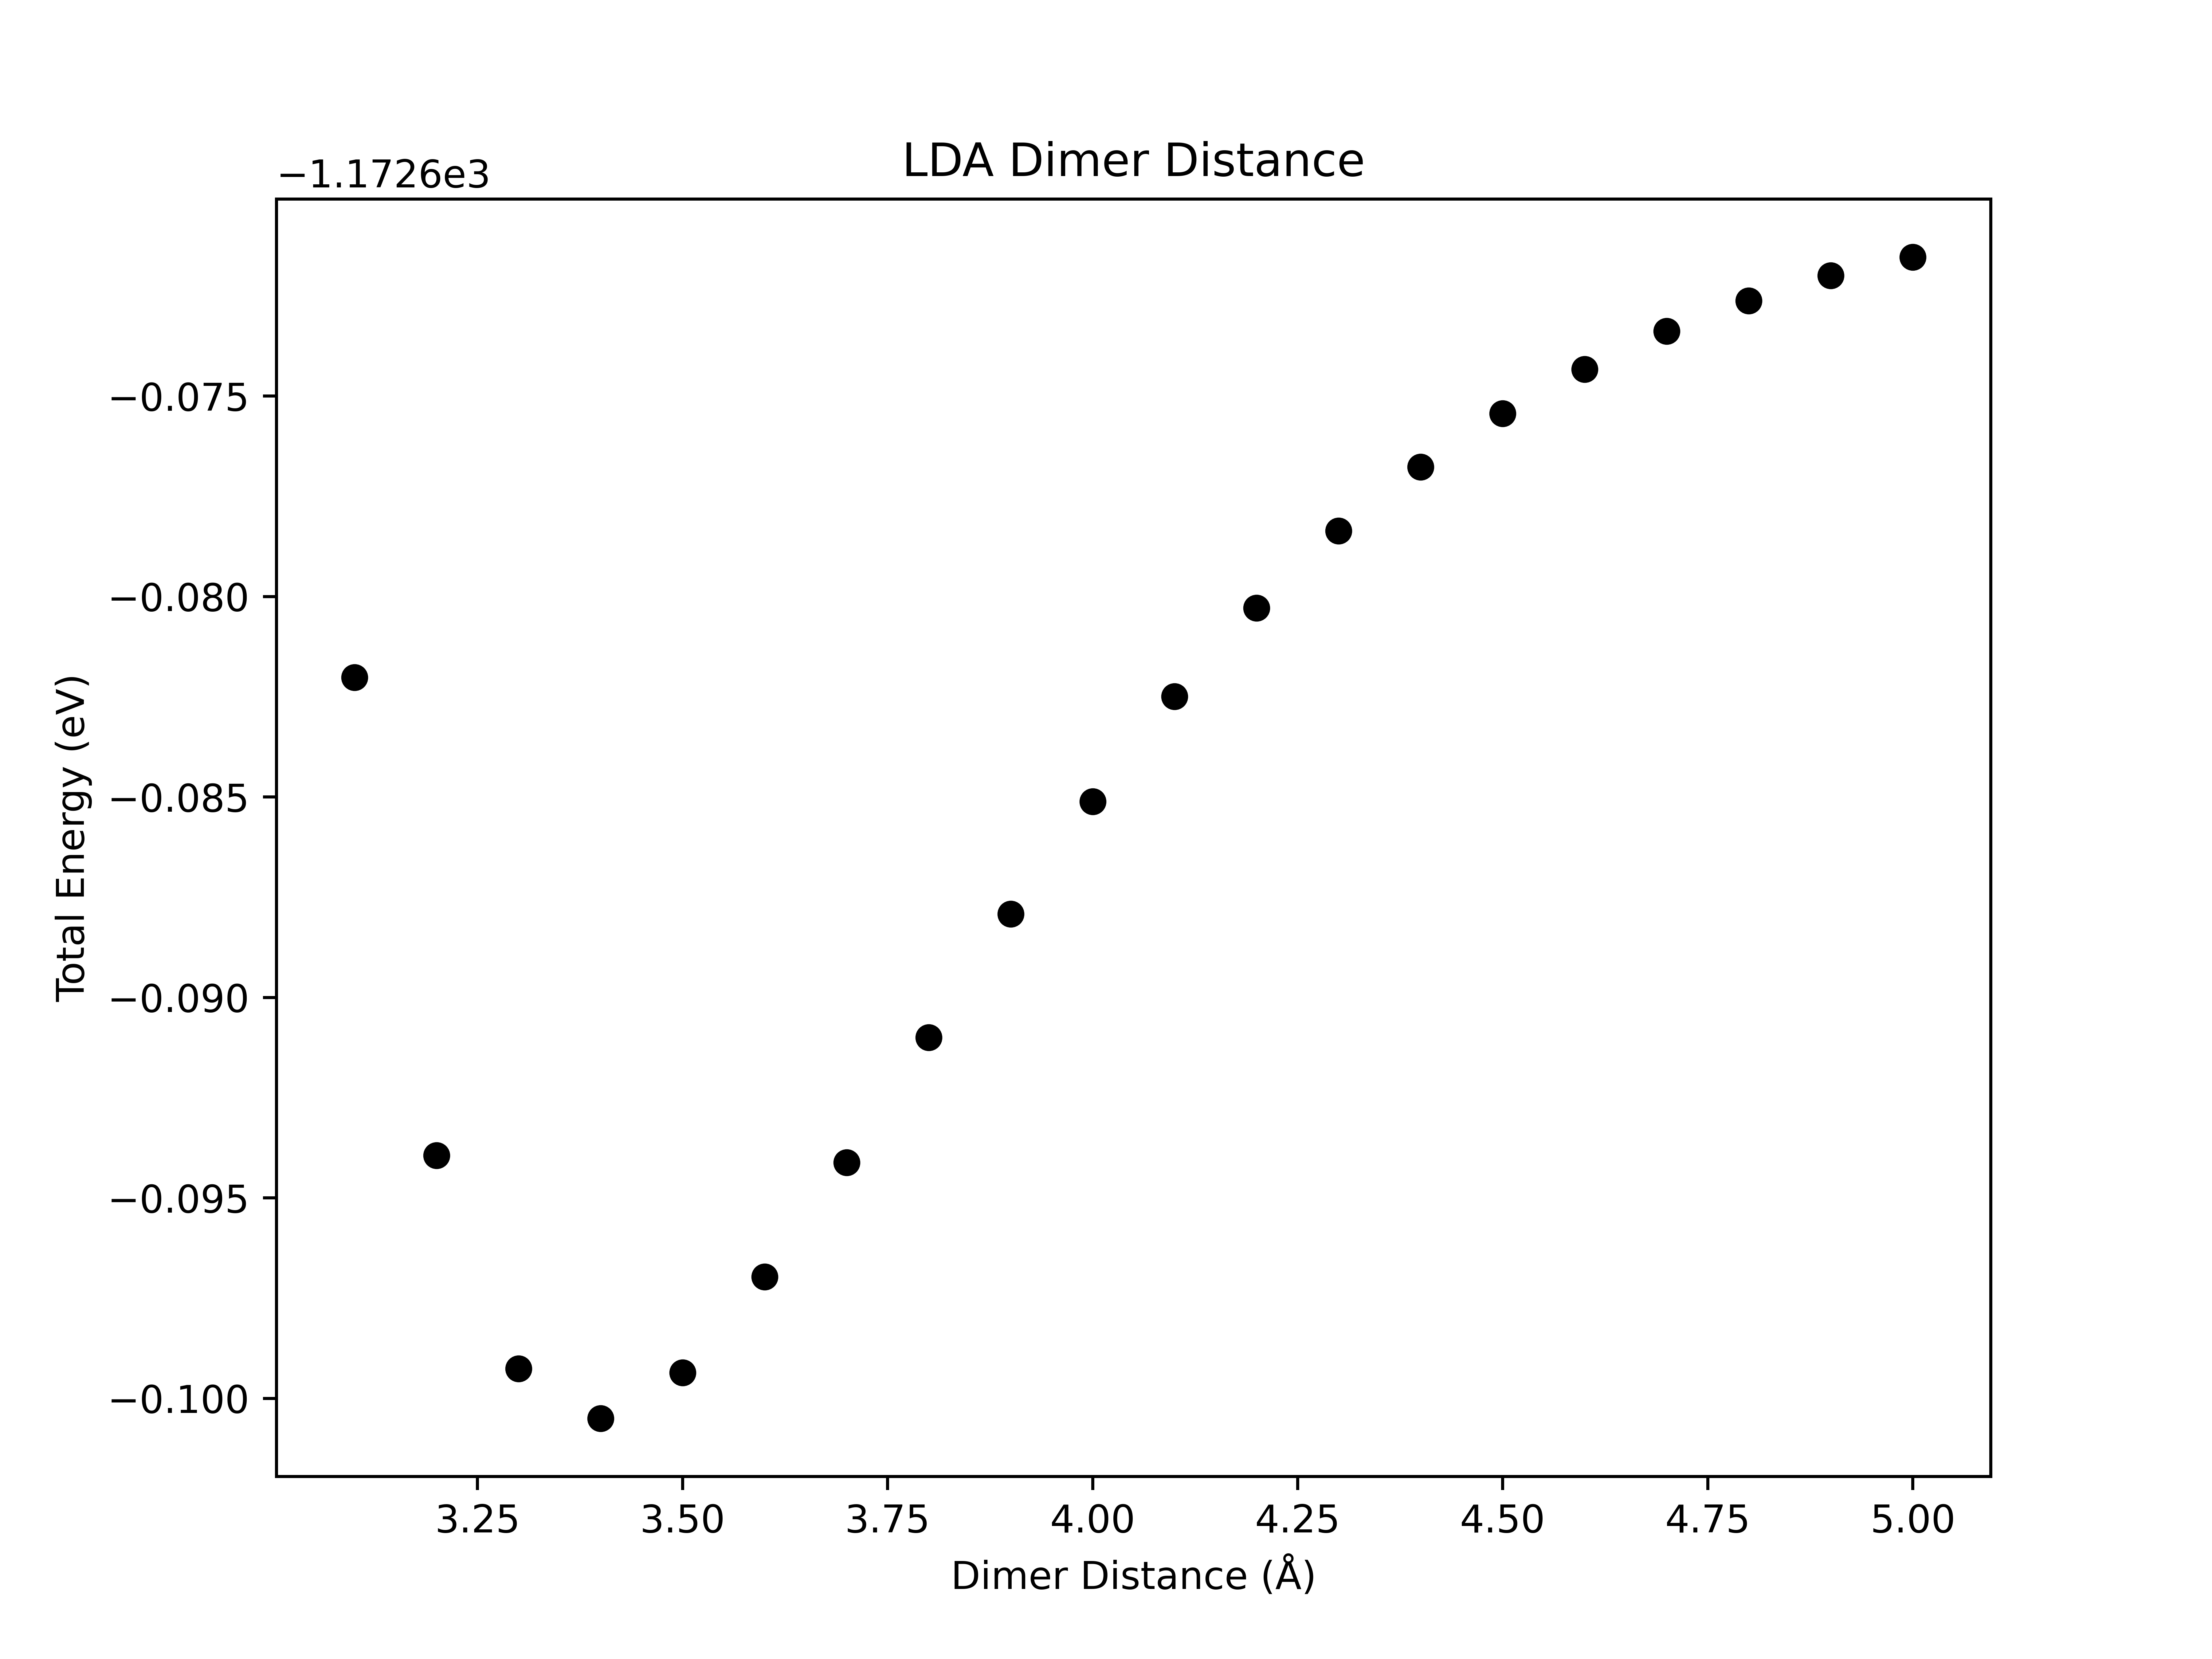 LDA Dimer Distance
−1.1726e3
−0.075
−0.080
−0.085
−0.090
−0.095
−0.100
Total Energy (eV)
3.25 3.50 3.75 4.00 4.25 4.50 4.75 5.00
Dimer Distance (Å)